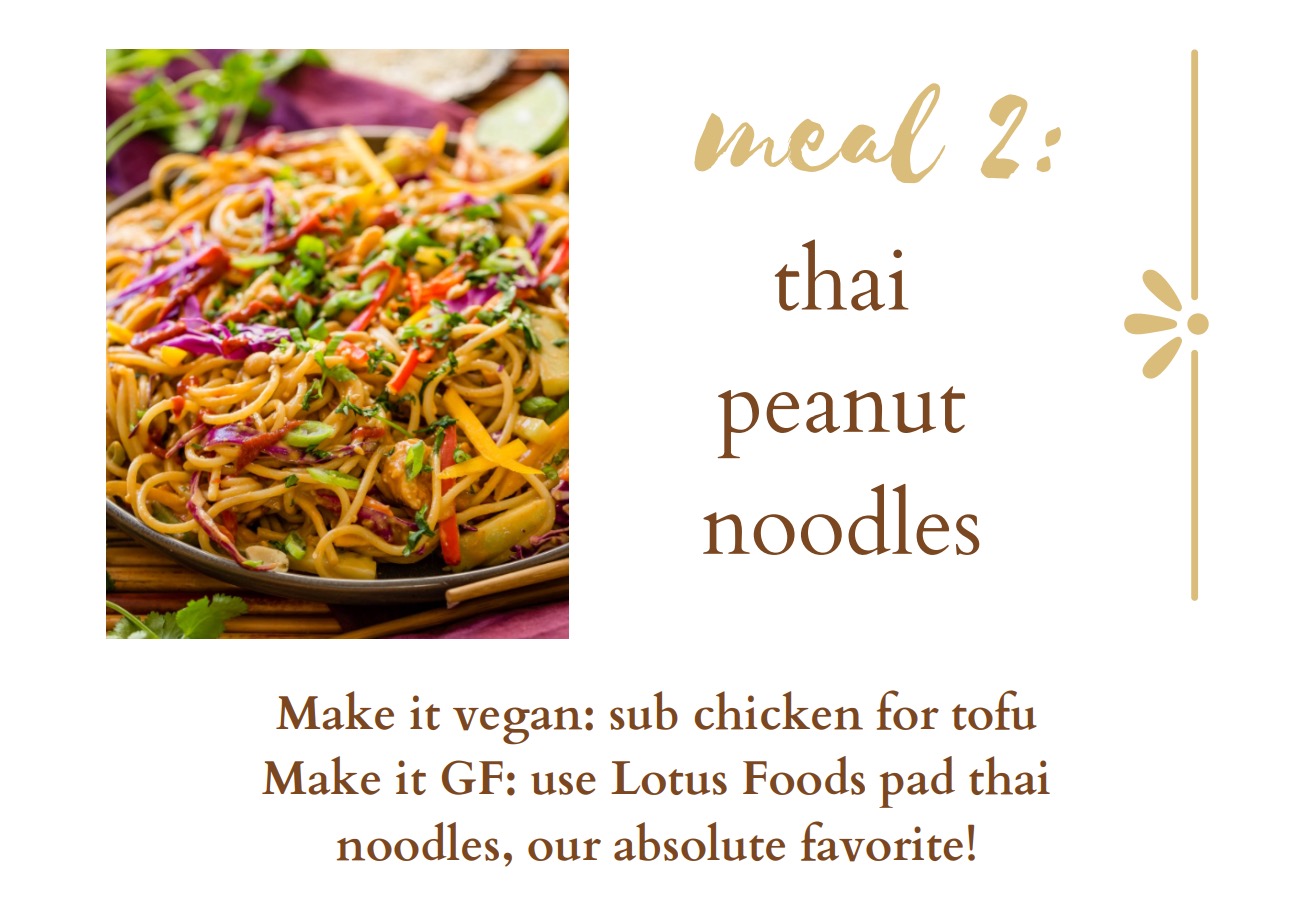 meal 2:
thai
peanut
noodles
Make it vegan: sub chicken for tofu
Make it GF: use Lotus Foods pad thai
noodles, our absolute favorite!